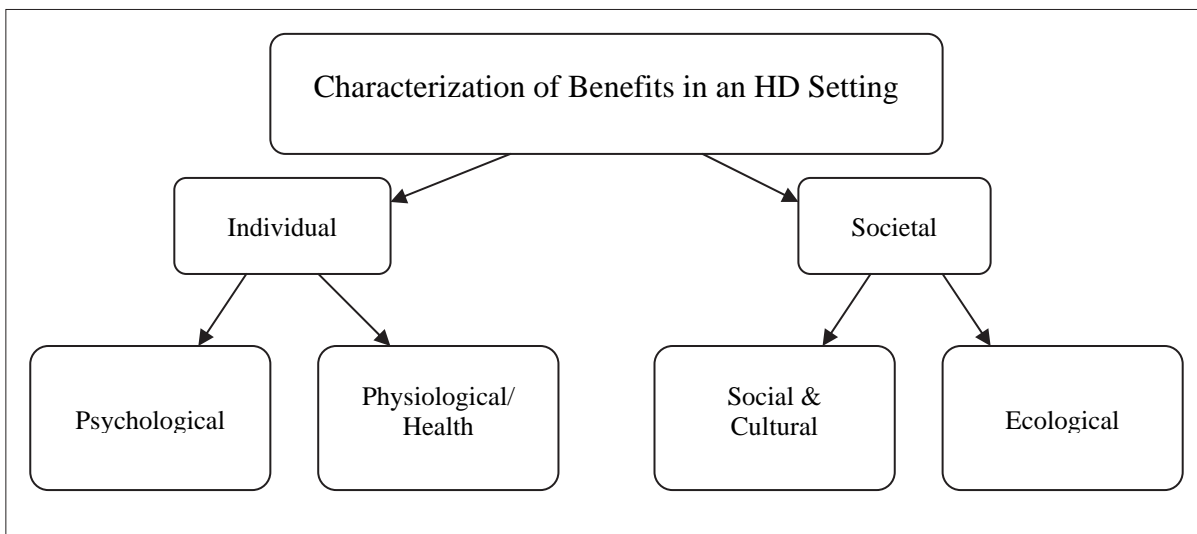 Characterization of Benefits in an HD Setting
Individual
Societal
Psychological
Physiological/
Health
Social &
Cultural
Ecological